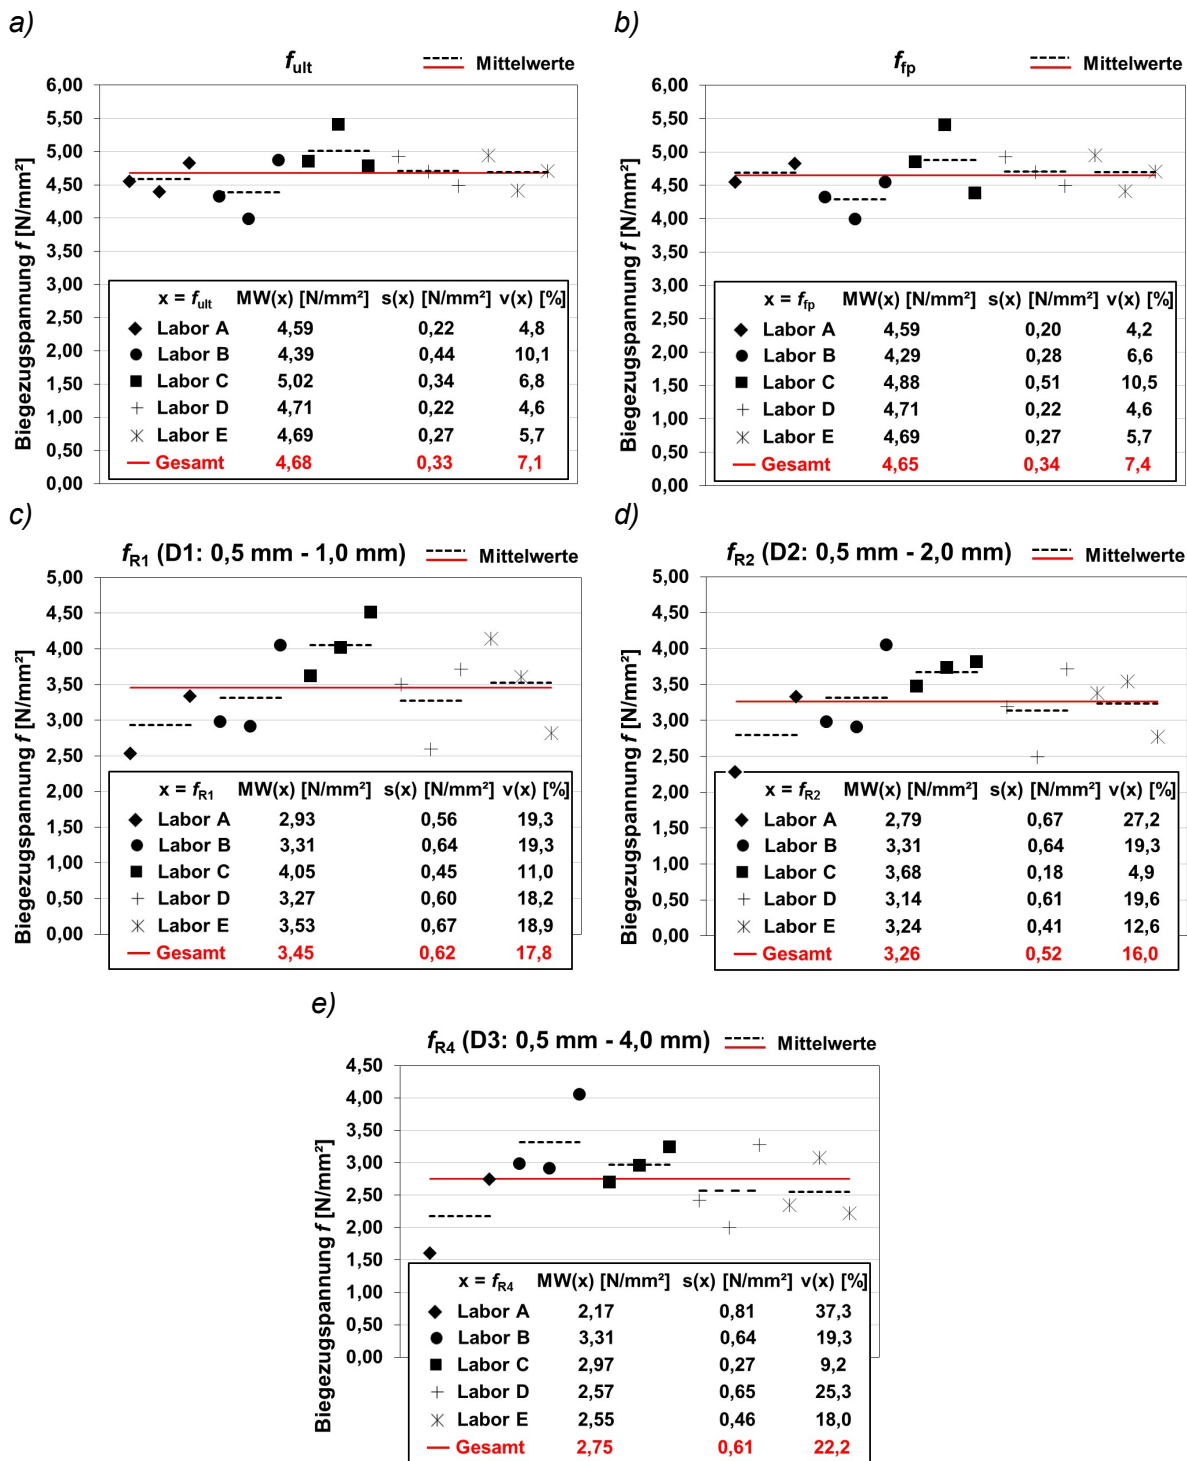 a)
f ult
Mittelwerte
Biegezugspannung f [N/mm²]
6,00
5,50
5,00
4,50
4,00
3,50
3,00
2,50
2,00
1,50
1,00
0,50
0,00
x = f ult MW(x) [N/mm²] s(x) [N/mm²] v(x) [%]
Labor A 4,59 0,22 4,8
Labor B 4,39 0,44 10,1
Labor C 5,02 0,34 6,8
Labor D 4,71 0,22 4,6
Labor E 4,69 0,27 5,7
Gesamt 4,68 0,33 7,1
b)
f fp
Mittelwerte
Biegezugspannung f [N/mm²]
6,00
5,50
5,00
4,50
4,00
3,50
3,00
2,50
2,00
1,50
1,00
0,50
0,00
x = f fp MW(x) [N/mm²] s(x) [N/mm²] v(x) [%]
Labor A 4,59 0,20 4,2
Labor B 4,29 0,28 6,6
Labor C 4,88 0,51 10,5
Labor D 4,71 0,22 4,6
Labor E 4,69 0,27 5,7
Gesamt 4,65 0,34 7,4
c)
f R1 (D1: 0,5 mm - 1,0 mm)
Mittelwerte
Biegezugspannung f [N/mm²]
5,00
4,50
4,00
3,50
3,00
2,50
2,00
1,50
1,00
0,50
0,00
x = f R1 MW(x) [N/mm²] s(x) [N/mm²] v(x) [%]
Labor A 2,93 0,56 19,3
Labor B 3,31 0,64 19,3
Labor C 4,05 0,45 11,0
Labor D 3,27 0,60 18,2
Labor E 3,53 0,67 18,9
Gesamt 3,45 0,62 17,8
d)
f R2 (D2: 0,5 mm - 2,0 mm)
Mittelwerte
Biegezugspannung f [N/mm²]
5,00
4,50
4,00
3,50
3,00
2,50
2,00
1,50
1,00
0,50
0,00
x = f R2 MW(x) [N/mm²] s(x) [N/mm²] v(x) [%]
Labor A 2,79 0,67 27,2
Labor B 3,31 0,64 19,3
Labor C 3,68 0,18 4,9
Labor D 3,14 0,61 19,6
Labor E 3,24 0,41 12,6
Gesamt 3,26 0,52 16,0
e)
f R4 (D3: 0,5 mm - 4,0 mm)
Mittelwerte
Biegezugspannung f [N/mm²]
4,50
4,00
3,50
3,00
2,50
2,00
1,50
1,00
0,50
0,00
x = f R4 MW(x) [N/mm²] s(x) [N/mm²] v(x) [%]
Labor A 2,17 0,81 37,3
Labor B 3,31 0,64 19,3
Labor C 2,97 0,27 9,2
Labor D 2,57 0,65 25,3
Labor E 2,55 0,46 18,0
Gesamt 2,75 0,61 22,2